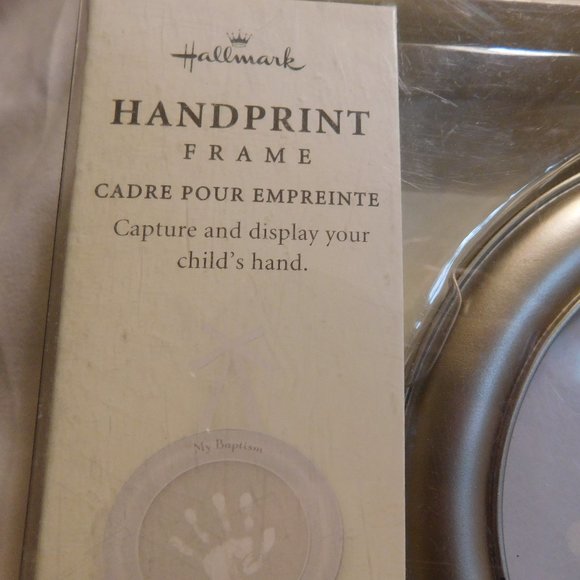 Hallmark
HANDPRINT
FRAME
CADRE POUR EMPREINTE
Capture and display your
child's hand.
My Baptism